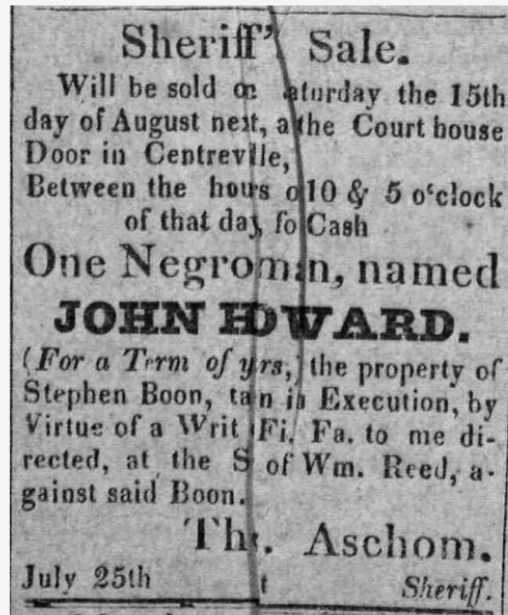 Sheriff's Sale.
Will be sold on Saturday the 15th
day of August next, a the Court house
Door in Centreville,
Between the hours o 10 & 5 o'clock
of that day, fo Cash
One Negroman, named
JOHN HOWARD.
(For a Term of yrs,) the property of
Stephen Boon, ta n in Execution, by
Virtue of a Writ Fi. Fa. to me di-
rected, at the S of Wm. Reed, a-
gainst said Boon.
Th . Aschom.
July 25th t Sheriff.